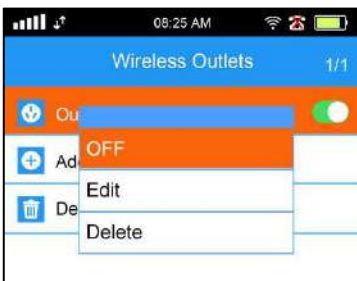 08:25 AM
Wireless Outlets 1/1
Ou
OFF
Ad
Edit
De
Delete